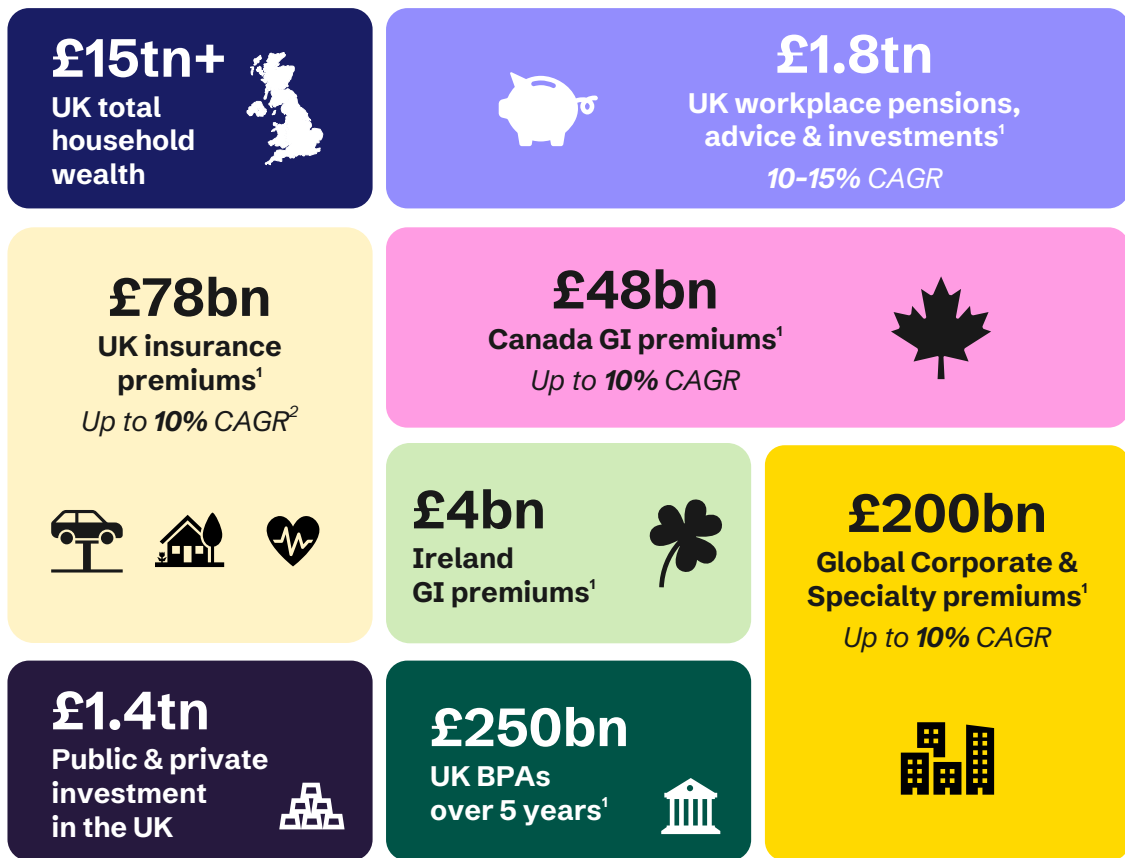 £15tn+
UK total
household
wealth
£1.8tn
UK workplace pensions,
advice & investments¹
10-15% CAGR
£78bn
UK insurance
premiums¹
Up to 10% CAGR²
£48bn
Canada GI premiums¹
Up to 10% CAGR
£4bn
Ireland
GI premiums¹
£200bn
Global Corporate &
Specialty premiums¹
Up to 10% CAGR
£1.4tn
Public & private
investment
in the UK
£250bn
UK BPAs
over 5 years¹